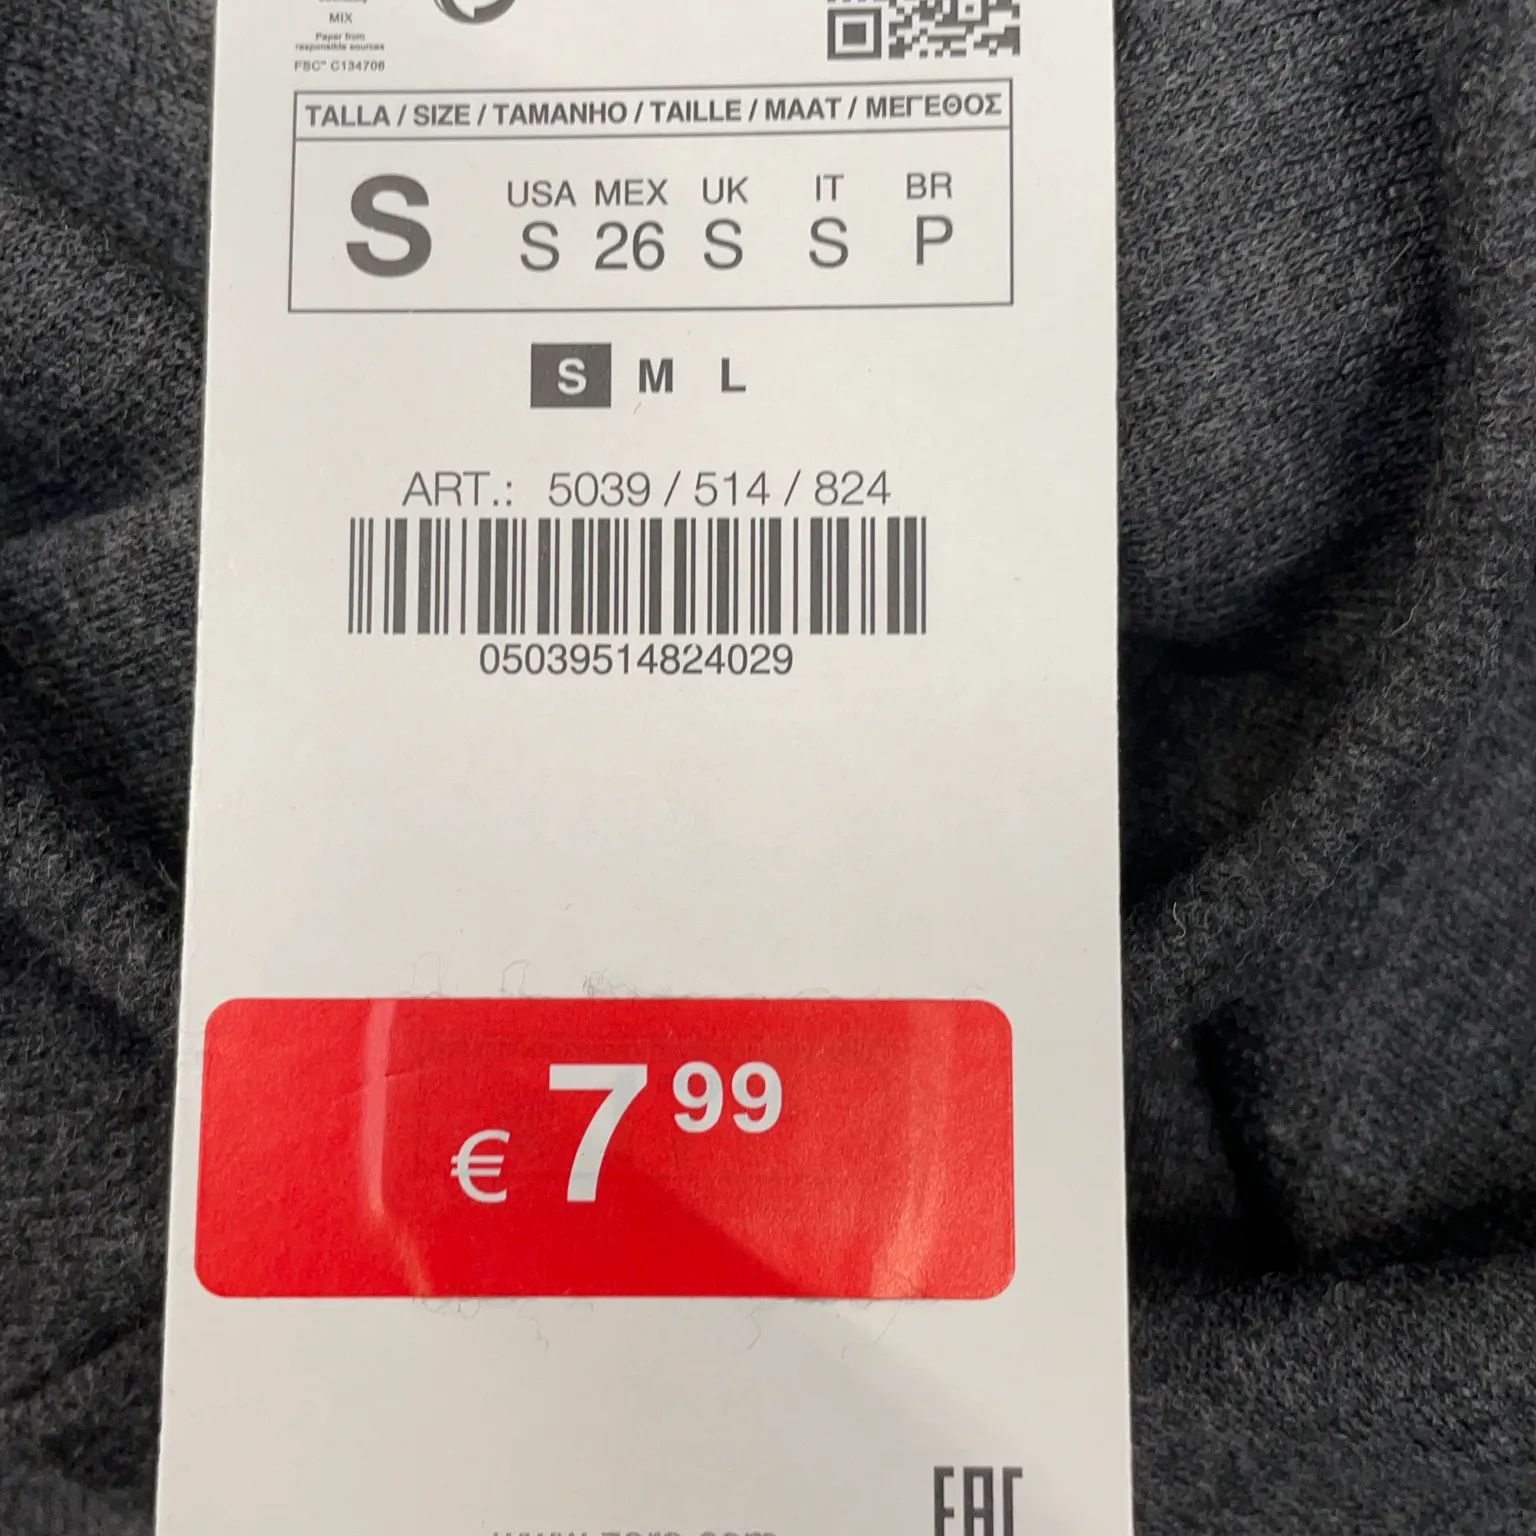 MIX
Paper from
responsible sources
FSC™ C134706
TALLA / SIZE / TAMANHO / TAILLE / MAAT / ΜΕΓΕΘΟΣ
USA MEX UK IT BR
S S 26 S S P
S M L
ART.: 5039 / 514 / 824
05039514824029
€ 7 99
EAC